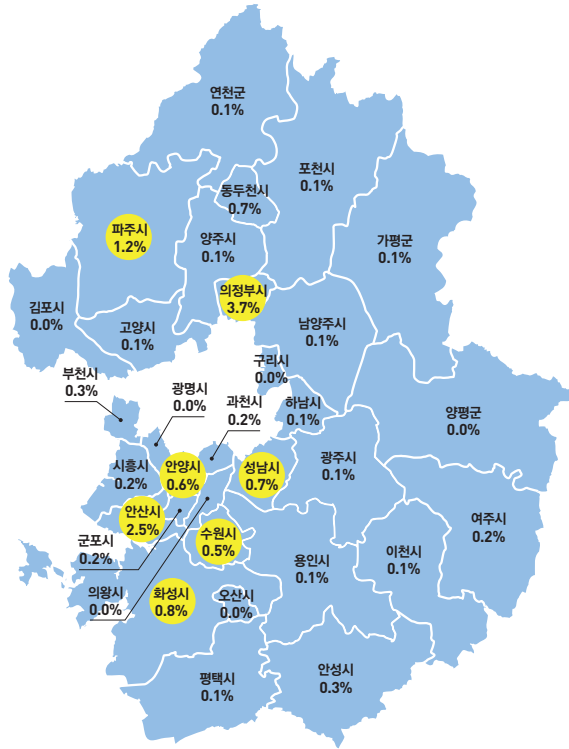 연천군
0.1%
포천시
0.1%
동두천시
0.7%
파주시
1.2%
양주시
0.1%
가평군
0.1%
의정부시
3.7%
김포시
0.0%
고양시
0.1%
남양주시
0.1%
구리시
0.0%
부천시
0.3%
광명시
0.0%
과천시
0.2%
하남시
0.1%
양평군
0.0%
시흥시
0.2%
안양시
0.6%
성남시
0.7%
광주시
0.1%
안산시
2.5%
수원시
0.5%
여주시
0.2%
군포시
0.2%
용인시
0.1%
이천시
0.1%
의왕시
0.0%
화성시
0.8%
오산시
0.0%
평택시
0.1%
안성시
0.3%